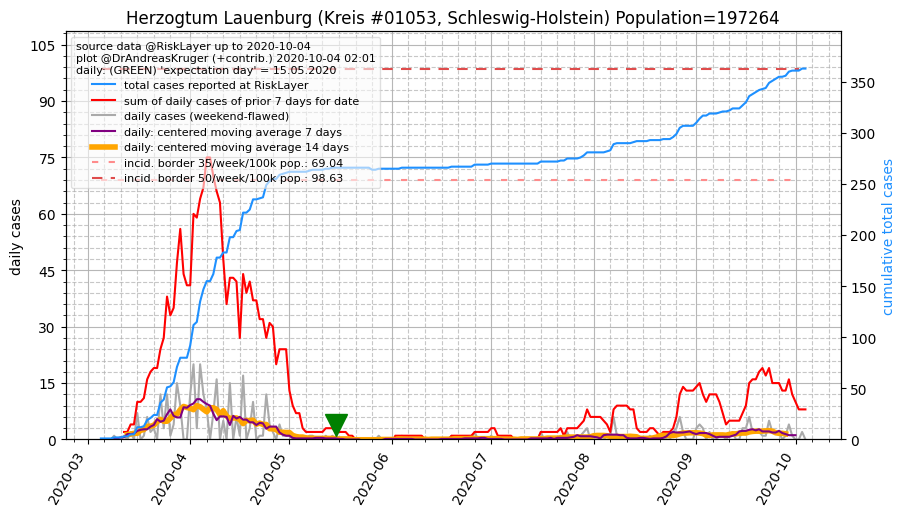 Herzogtum Lauenburg (Kreis #01053, Schleswig-Holstein) Population=197264
source data @RiskLayer up to 2020-10-04
plot @DrAndreasKruger (+contrib.) 2020-10-04 02:01
daily: (GREEN) 'expectation day' = 15.05.2020
total cases reported at RiskLayer
sum of daily cases of prior 7 days for date
daily cases (weekend-flawed)
daily: centered moving average 7 days
daily: centered moving average 14 days
incid. border 35/week/100k pop.: 69.04
incid. border 50/week/100k pop.: 98.63
daily cases
105
90
75
60
45
30
15
0
cumulative total cases
350
300
250
200
150
100
50
0
2020-03
2020-04
2020-05
2020-06
2020-07
2020-08
2020-09
2020-10